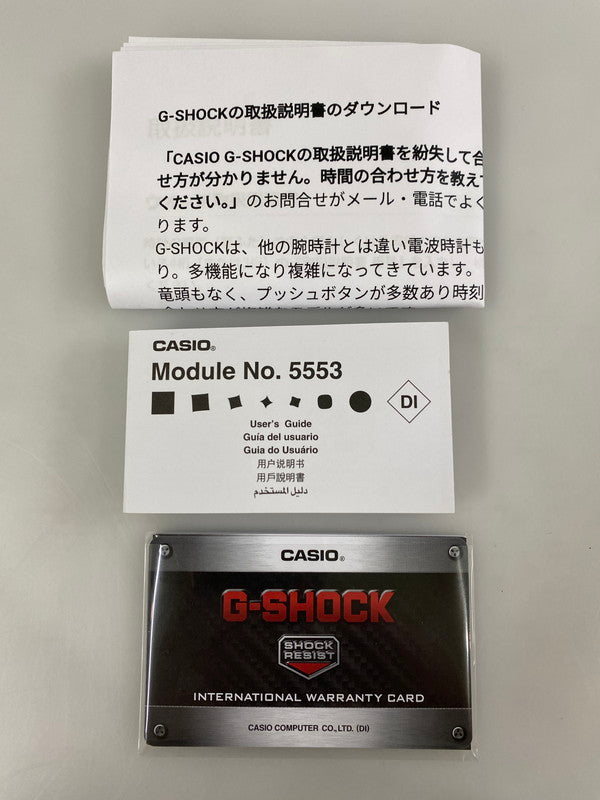 G-SHOCKの取扱説明書のダウンロード
「CASIO G-SHOCKの取扱説明書を紛失して合
せ方が分かりません。時間の合わせ方を教え
ください。」のお問合せがメール・電話でよく
ります。
G-SHOCKは、他の腕時計とは違い電波時計も
り。多機能になり複雑になってきています。
竜頭もなく、プッシュボタンが多数あり時刻
CASIO®
Module No. 5553
DI
User's Guide
Guía del usuario
Guia do Usuário
用户说明书
用戶說明書
دليل المستخدم
CASIO®
G-SHOCK
SHOCK
RESIST
INTERNATIONAL WARRANTY CARD
CASIO COMPUTER CO.,LTD. (DI)